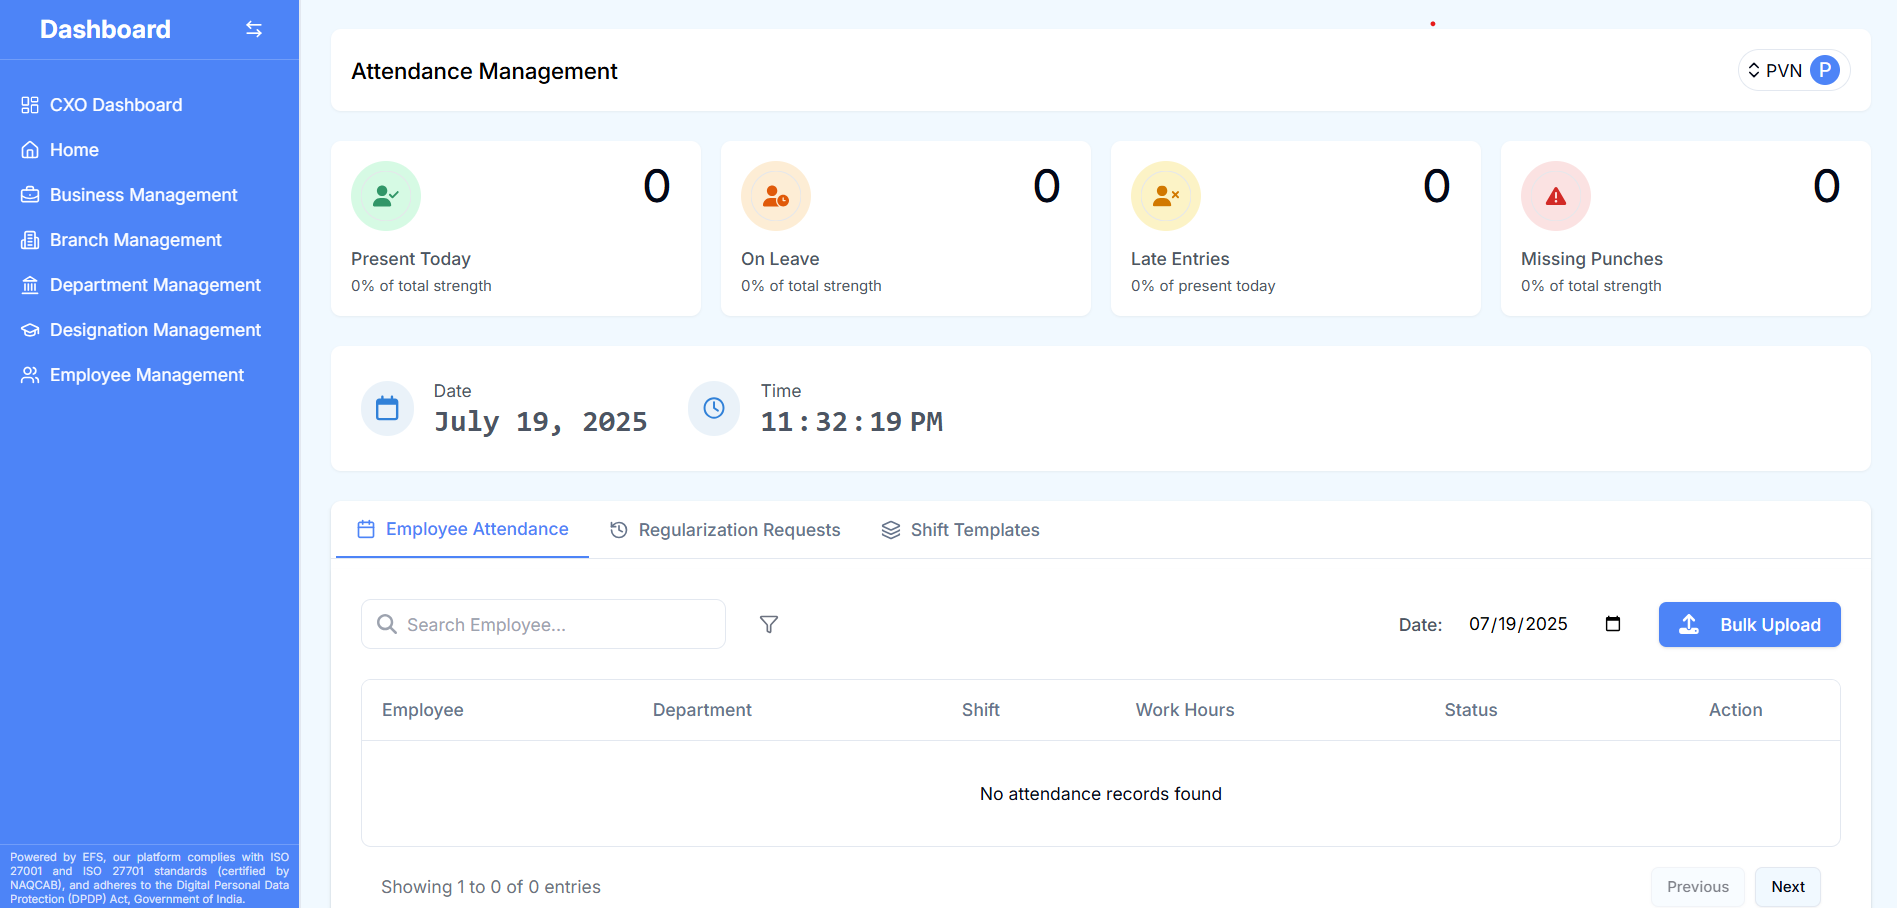 Dashboard
CXO Dashboard
Home
Business Management
Branch Management
Department Management
Designation Management
Employee Management
Powered by EFS, our platform complies with ISO
27001 and ISO 27701 standards (certified by
NAQCAB), and adheres to the Digital Personal Data
Protection (DPDP) Act, Government of India.
Attendance Management
PVN P
0
Present Today
0% of total strength
0
On Leave
0% of total strength
0
Late Entries
0% of present today
0
Missing Punches
0% of total strength
Date
July 19, 2025
Time
11:32:19 PM
Employee Attendance Regularization Requests Shift Templates
Search Employee... Date: 07/19/2025 Bulk Upload
Employee Department Shift Work Hours Status Action
No attendance records found
Showing 1 to 0 of 0 entries Previous Next